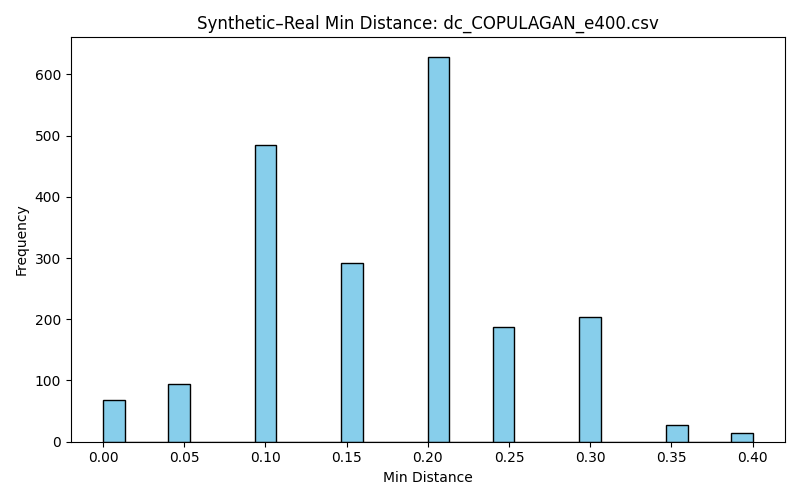 Synthetic–Real Min Distance: dc_COPULAGAN_e400.csv
600
500
400
300
200
100
0
Frequency
0.00 0.05 0.10 0.15 0.20 0.25 0.30 0.35 0.40
Min Distance